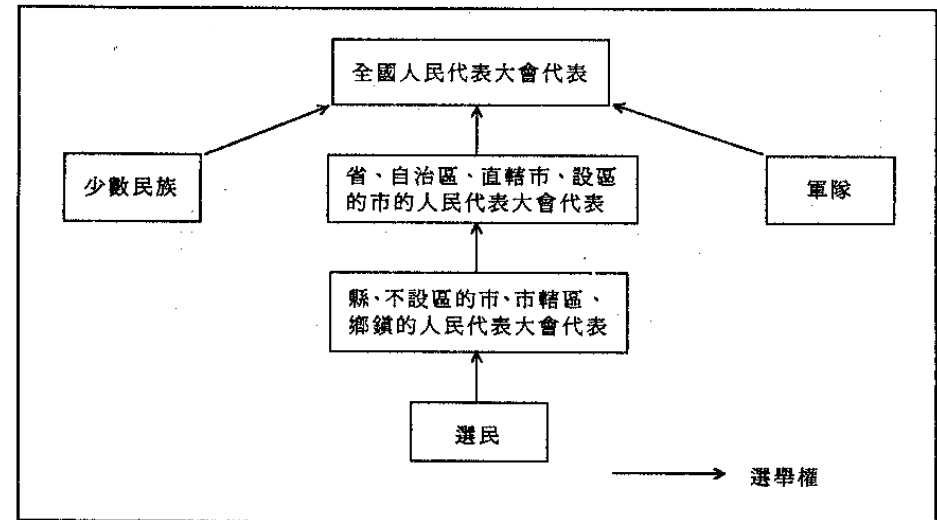 全國人民代表大會代表
少數民族
省、自治區、直轄市、設區
的市的人民代表大會代表
軍隊
縣、不設區的市、市轄區、
鄉鎮的人民代表大會代表
選民
選舉權